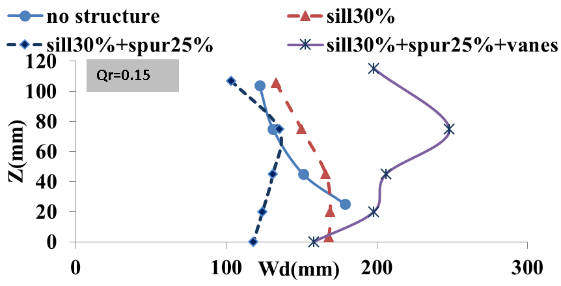 no structure sill30%
sill30%+spur25% sill30%+spur25%+vanes
120
Qr=0.15
100
80
Z(mm)
60
40
20
0
0 100 Wd(mm) 200 300